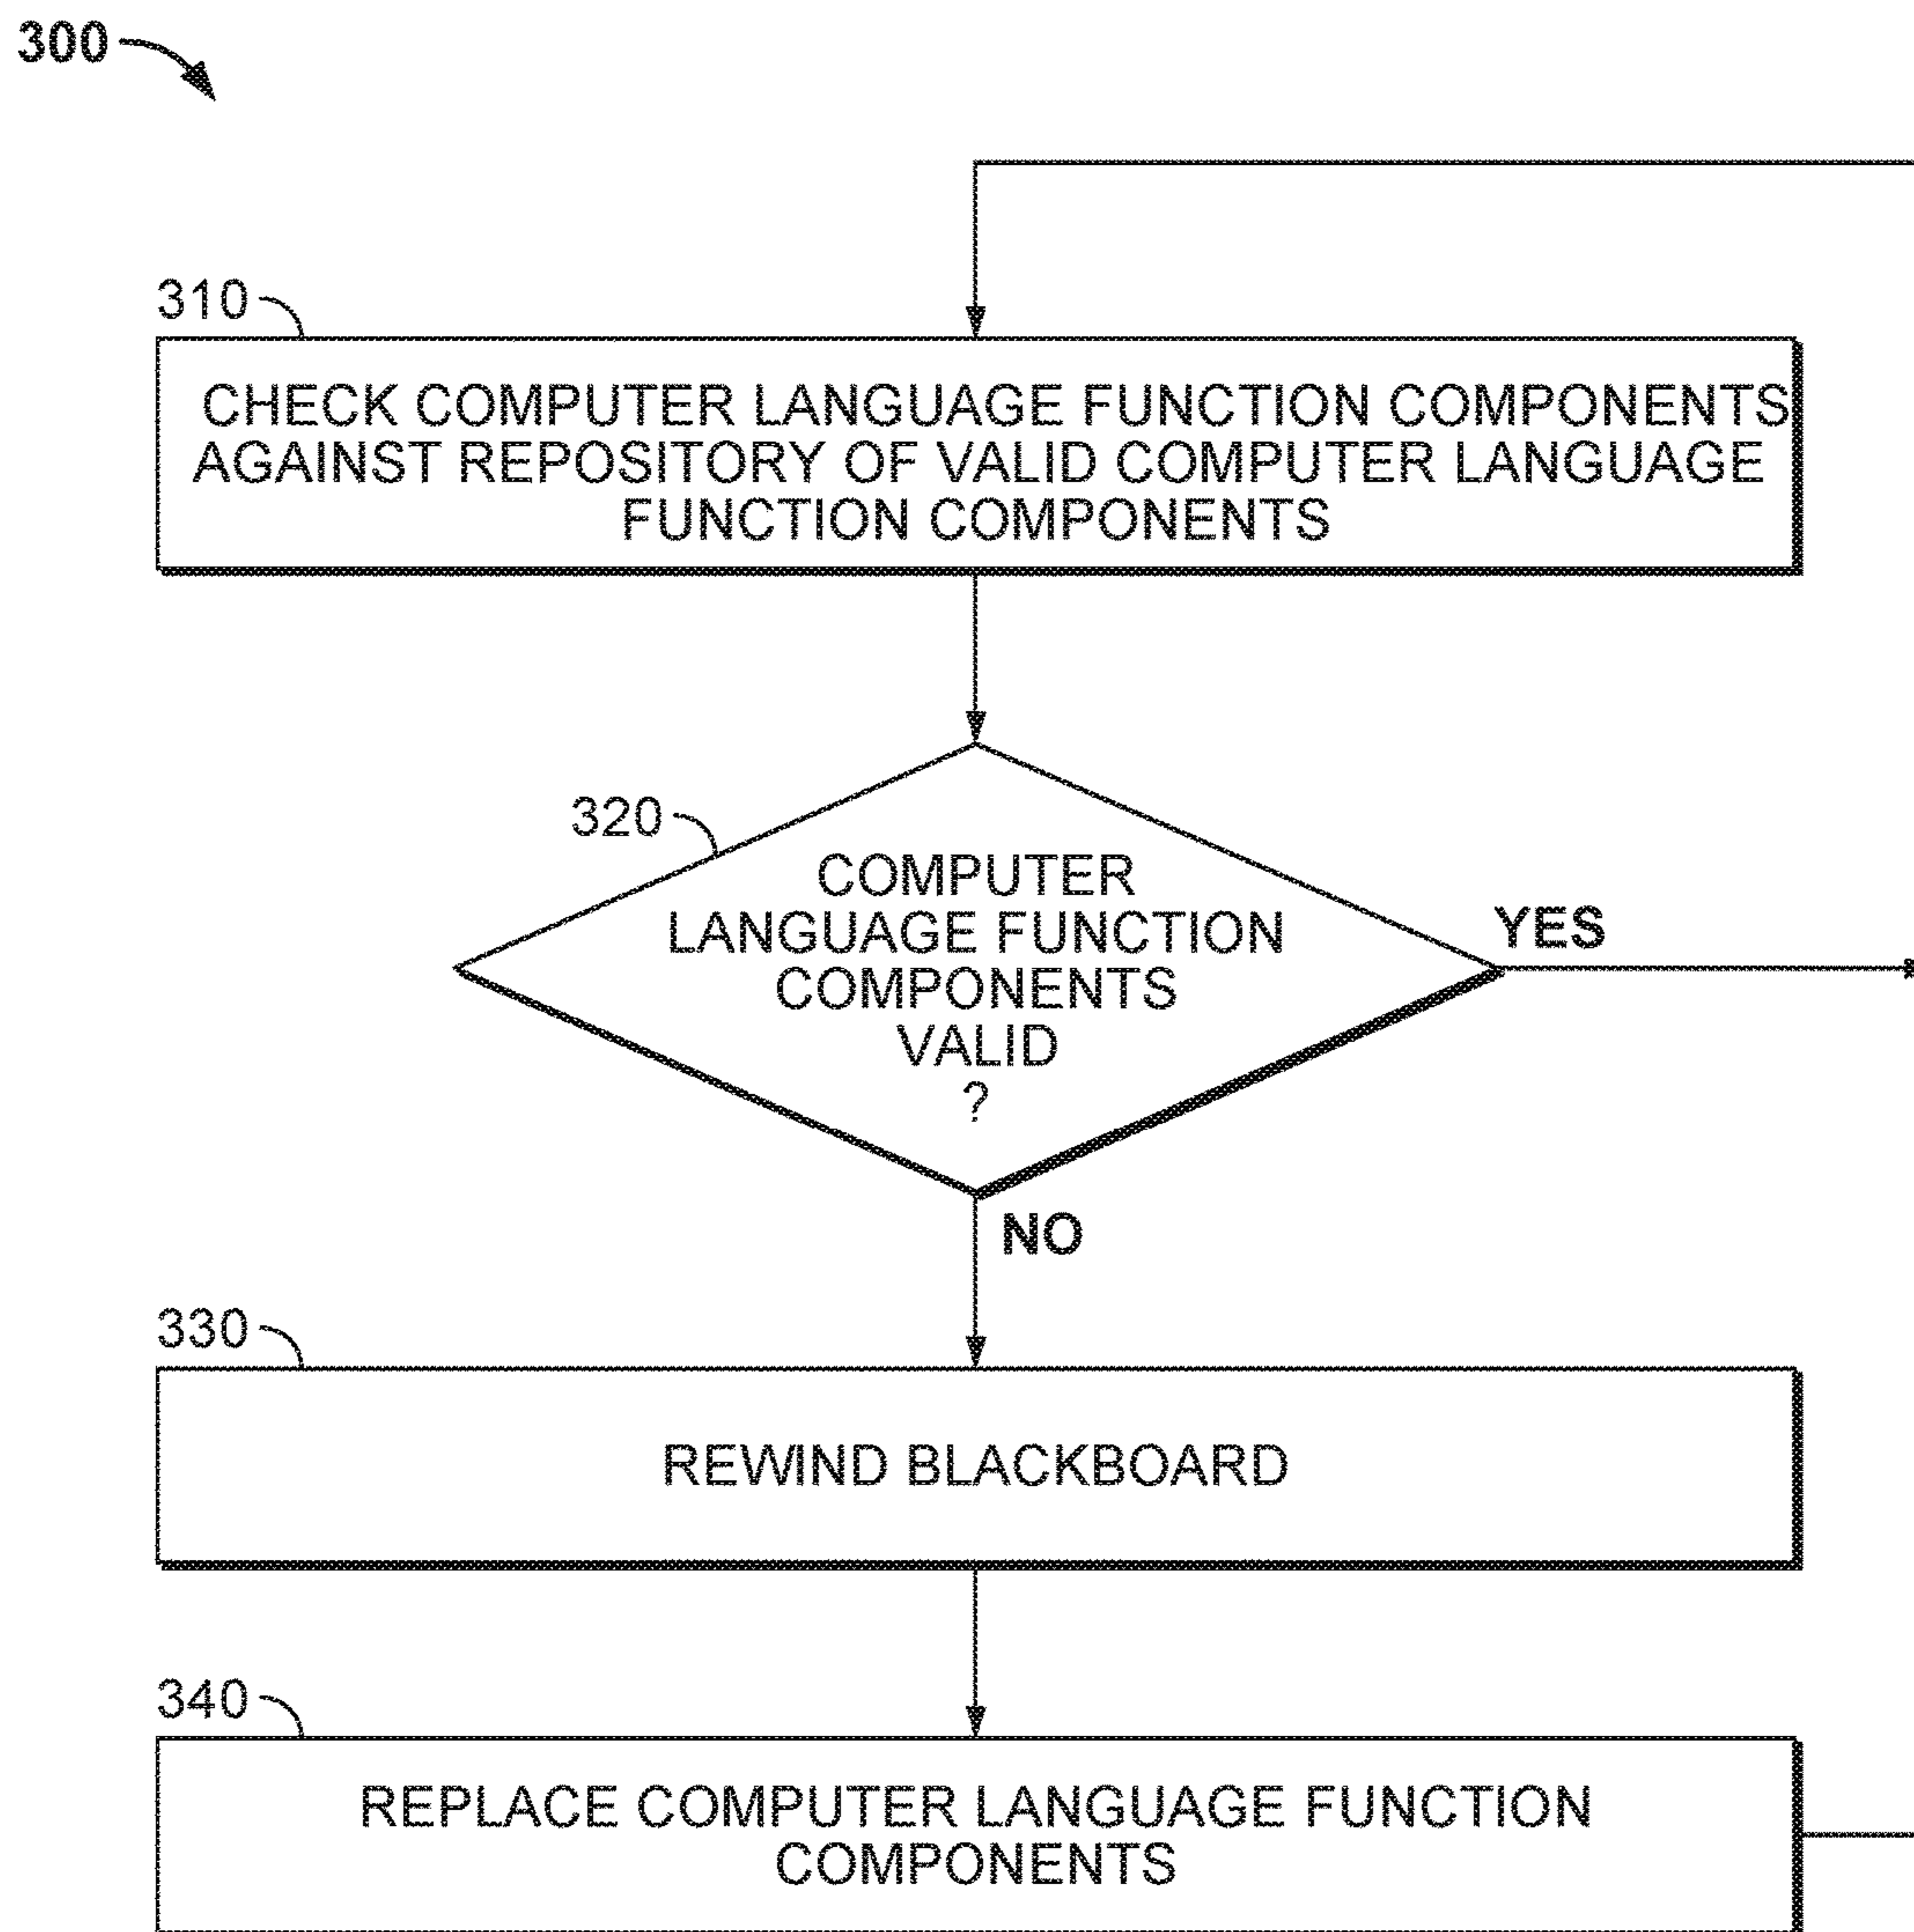 300
310
CHECK COMPUTER LANGUAGE FUNCTION COMPONENTS
AGAINST REPOSITORY OF VALID COMPUTER LANGUAGE
FUNCTION COMPONENTS
320
COMPUTER
LANGUAGE FUNCTION
COMPONENTS
VALID
?
YES
NO
330
REWIND BLACKBOARD
340
REPLACE COMPUTER LANGUAGE FUNCTION
COMPONENTS